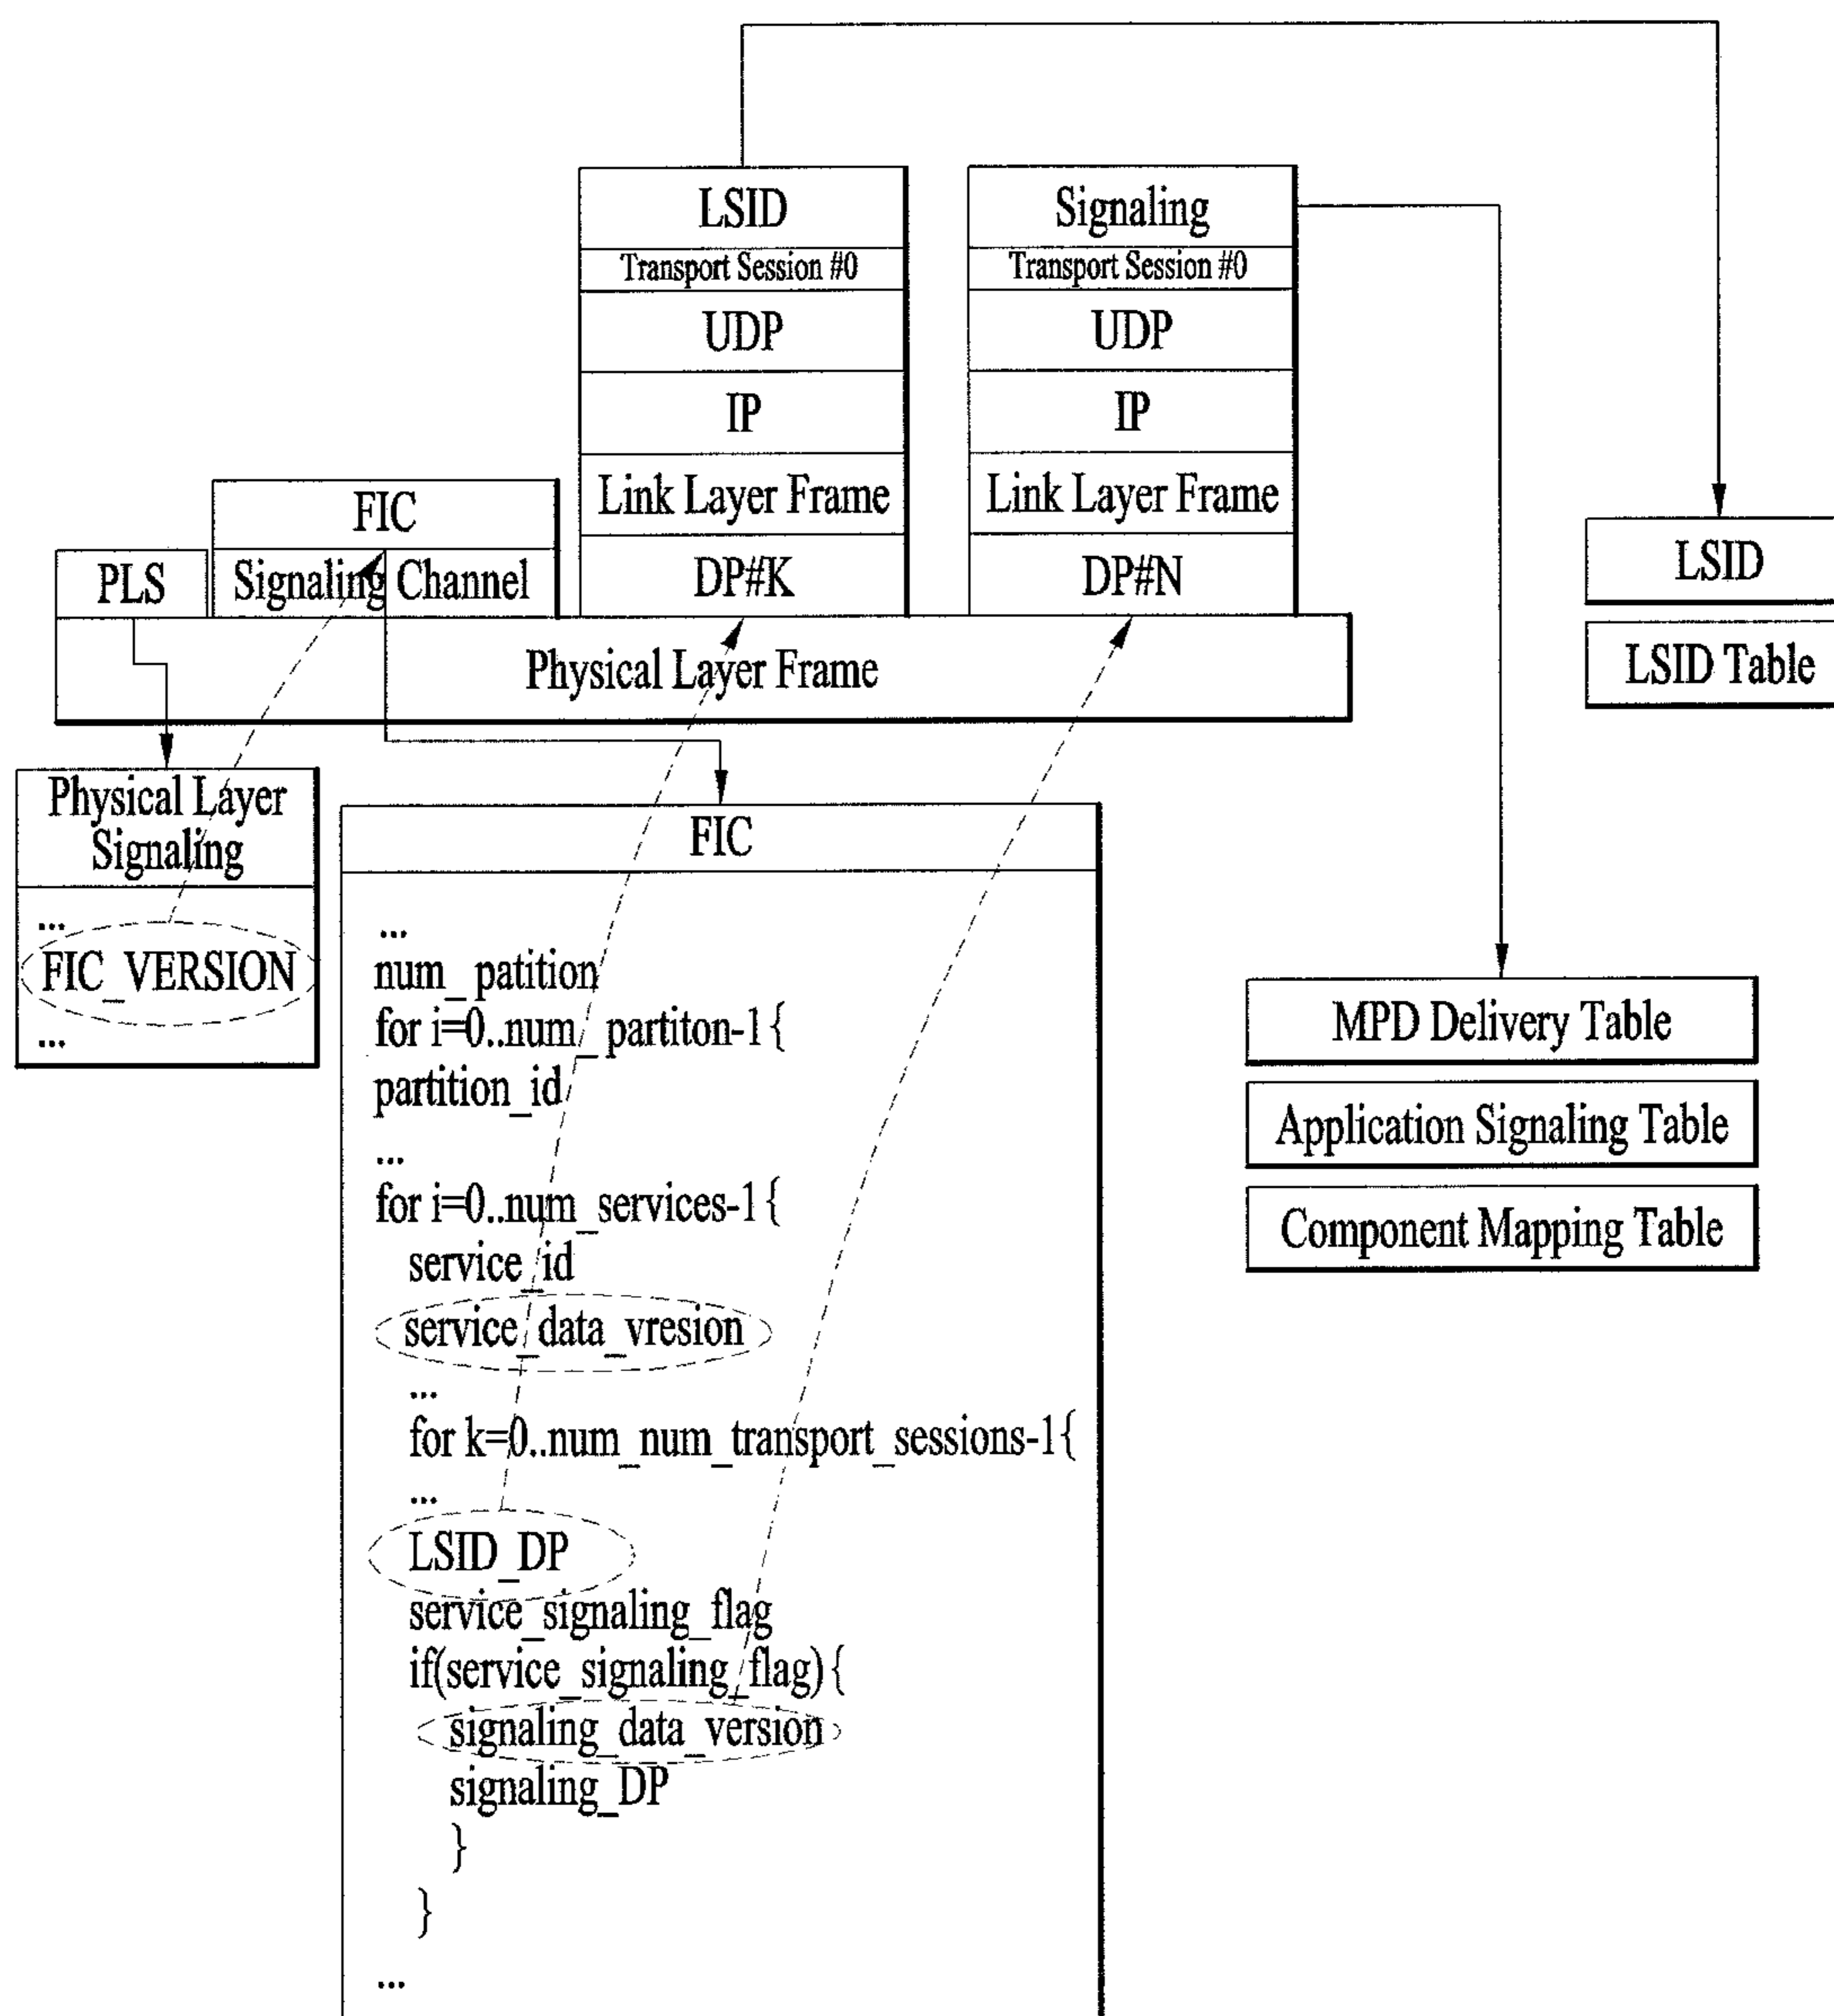 LSID
Transport Session #0
UDP
IP
Link Layer Frame
DP#K
Signaling
Transport Session #0
UDP
IP
Link Layer Frame
DP#N
FIC
Signaling Channel
PLS
Physical Layer Frame
LSID
LSID Table
Physical Layer
Signaling
...
FIC_VERSION
...
FIC
...
num_patition
for i=0..num_partiton-1{
partition_id
...
for i=0..num_services-1{
service_id
service_data_vresion
...
for k=0..num_num_transport_sessions-1{
...
LSID_DP
service_signaling_flag
if(service_signaling_flag){
signaling_data_version
signaling_DP
}
}
...
MPD Delivery Table
Application Signaling Table
Component Mapping Table